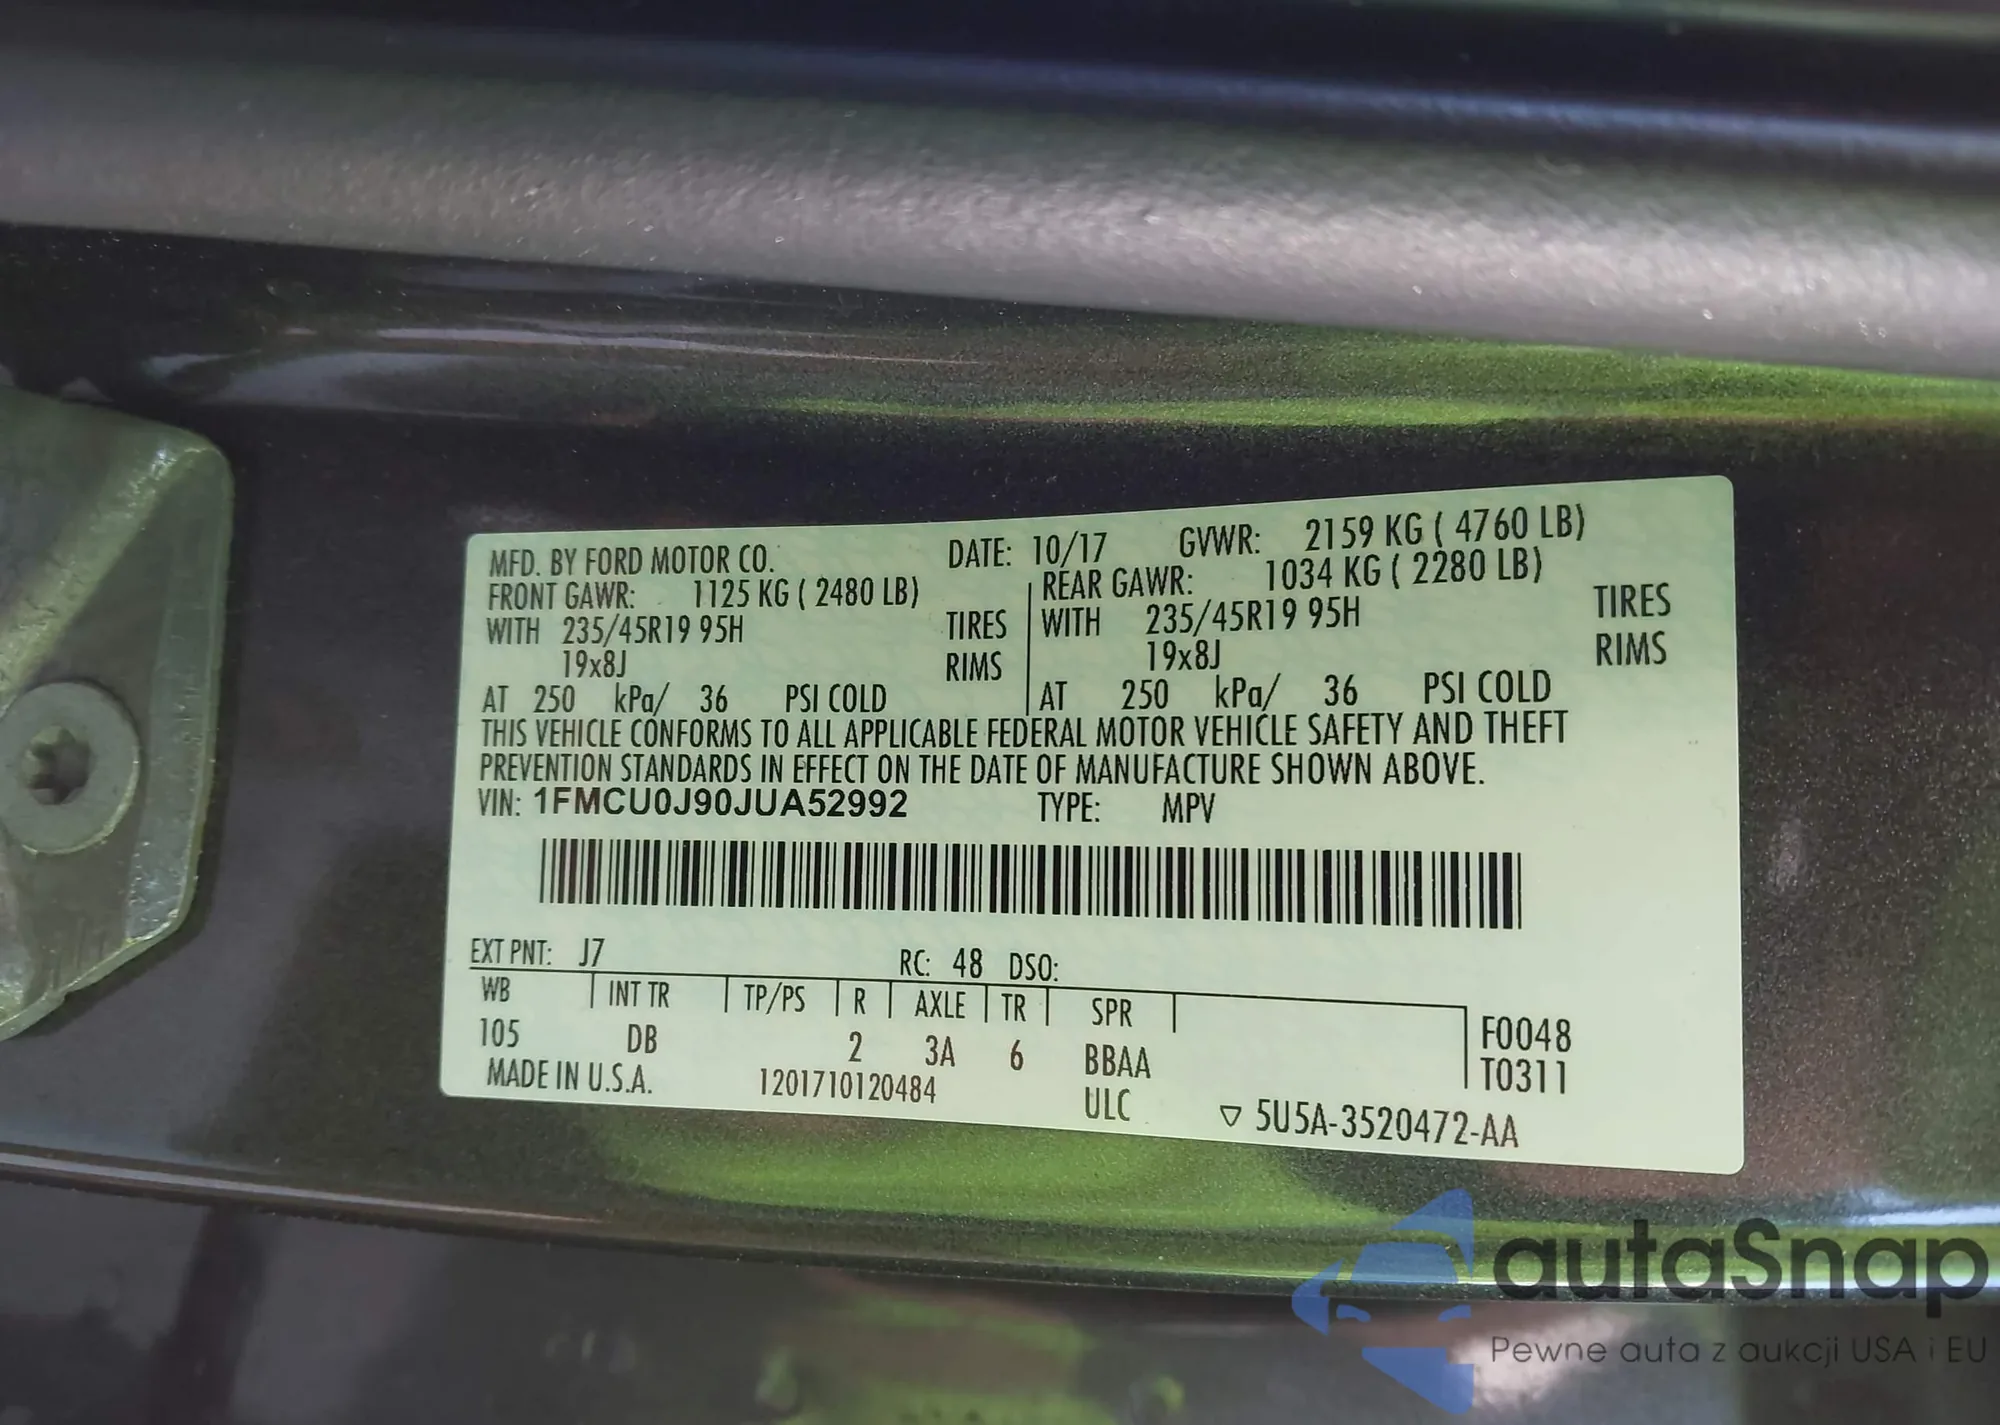 MFD. BY FORD MOTOR CO. DATE: 10/17 GVWR: 2159 KG ( 4760 LB)
FRONT GAWR: 1125 KG ( 2480 LB) REAR GAWR: 1034 KG ( 2280 LB)
WITH 235/45R19 95H TIRES WITH 235/45R19 95H TIRES
19x8J RIMS 19x8J RIMS
AT 250 kPa/ 36 PSI COLD AT 250 kPa/ 36 PSI COLD
THIS VEHICLE CONFORMS TO ALL APPLICABLE FEDERAL MOTOR VEHICLE SAFETY AND THEFT
PREVENTION STANDARDS IN EFFECT ON THE DATE OF MANUFACTURE SHOWN ABOVE.
VIN: 1FMCU0J90JUA52992 TYPE: MPV
EXT PNT: J7 RC: 48 DSO:
WB INT TR TP/PS R AXLE TR SPR
105 DB 2 3A 6 BBAA F0048
MADE IN U.S.A. 1201710120484 ULC T0311
▽ 5U5A-3520472-AA
autaSnap
Pewne auta z aukcji USA i EU